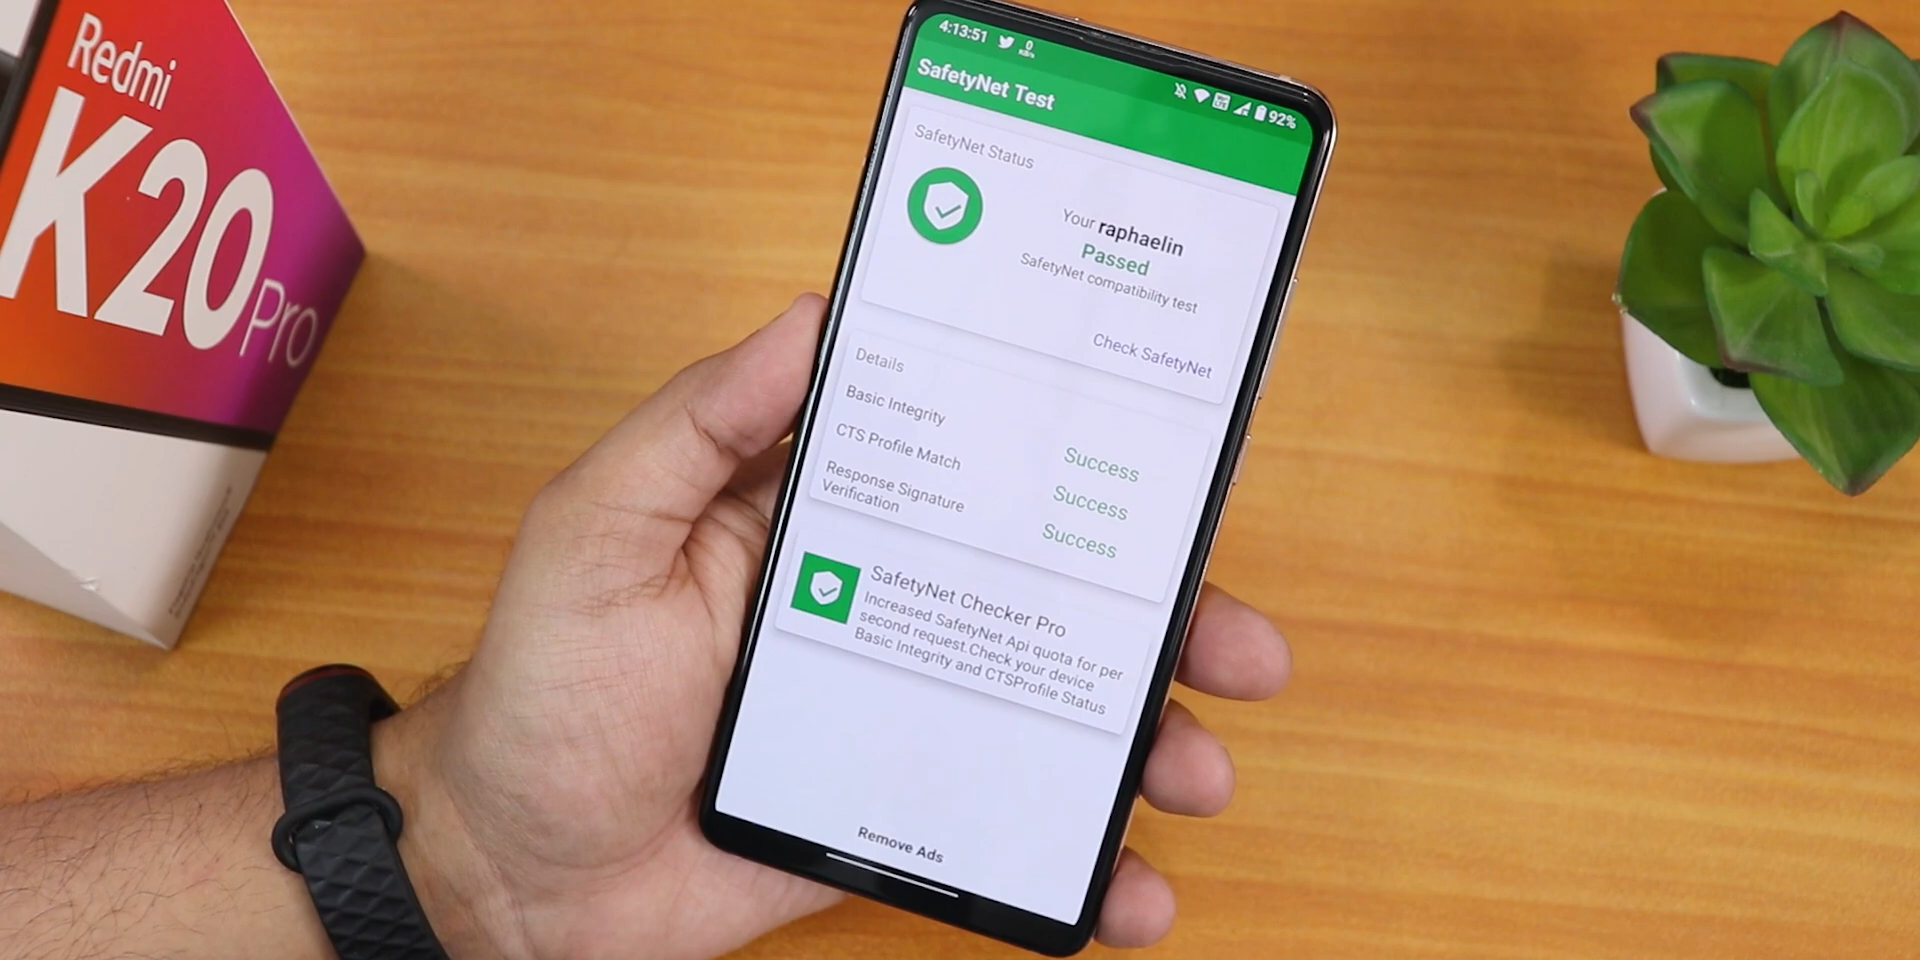 Redmi
K20 Pro
4:13:51
0
KB/s
92%
SafetyNet Test
SafetyNet Status
Your raphaelin
Passed
SafetyNet compatibility test
Check SafetyNet
Details
Basic Integrity
Success
CTS Profile Match
Success
Response Signature
Verification
Success
SafetyNet Checker Pro
Increased SafetyNet Api quota for per
second request.Check your device
Basic Integrity and CTSProfile Status
Remove Ads